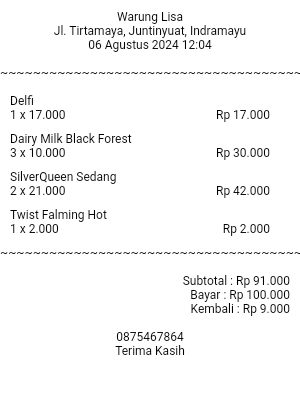 Warung Lisa
Jl. Tirtamaya, Juntinyuat, Indramayu
06 Agustus 2024 12:04
~~~~~~~~~~~~~~~~~~~~~~~~~~~~~~~~~~~~~
Delfi
1 x 17.000 Rp 17.000
Dairy Milk Black Forest
3 x 10.000 Rp 30.000
SilverQueen Sedang
2 x 21.000 Rp 42.000
Twist Falming Hot
1 x 2.000 Rp 2.000
~~~~~~~~~~~~~~~~~~~~~~~~~~~~~~~~~~~~~
Subtotal : Rp 91.000
Bayar : Rp 100.000
Kembali : Rp 9.000
0875467864
Terima Kasih